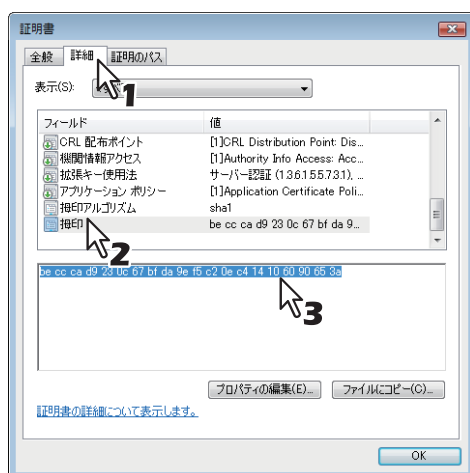 証明書
全般 詳細 証明のパス
表示(S):
1
フィールド 値
CRL 配布ポイント [1]CRL Distribution Point: Dis...
機関情報アクセス [1]Authority Info Access: Acc...
拡張キー使用法 サーバー認証 (1.3.6.1.5.5.7.3.1), ...
アプリケーション ポリシー [1]Application Certificate Poli...
拇印アルゴリズム sha1
拇印 be cc ca d9 23 0c 67 bf da 9...
2
be cc ca d9 23 0c 67 bf da 9e f5 c2 0e c4 14 10 60 90 65 3a
3
プロパティの編集(E)... ファイルにコピー(C)...
証明書の詳細について表示します。
OK